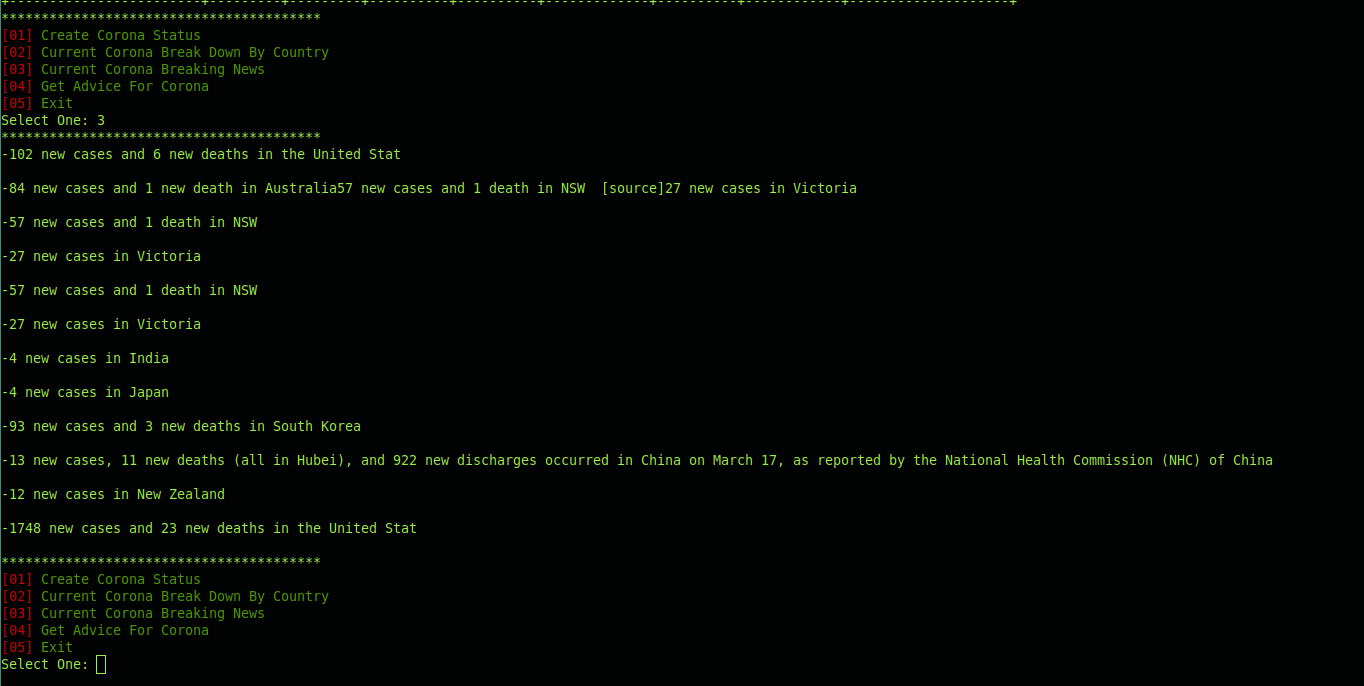 +------------------------+---------+---------+----------+----------+-------------+----------+------------+--------------------+
****************************************
[01] Create Corona Status
[02] Current Corona Break Down By Country
[03] Current Corona Breaking News
[04] Get Advice For Corona
[05] Exit
Select One: 3
****************************************
-102 new cases and 6 new deaths in the United Stat
-84 new cases and 1 new death in Australia57 new cases and 1 death in NSW  [source]27 new cases in Victoria
-57 new cases and 1 death in NSW
-27 new cases in Victoria
-57 new cases and 1 death in NSW
-27 new cases in Victoria
-4 new cases in India
-4 new cases in Japan
-93 new cases and 3 new deaths in South Korea
-13 new cases, 11 new deaths (all in Hubei), and 922 new discharges occurred in China on March 17, as reported by the National Health Commission (NHC) of China
-12 new cases in New Zealand
-1748 new cases and 23 new deaths in the United Stat
****************************************
[01] Create Corona Status
[02] Current Corona Break Down By Country
[03] Current Corona Breaking News
[04] Get Advice For Corona
[05] Exit
Select One: